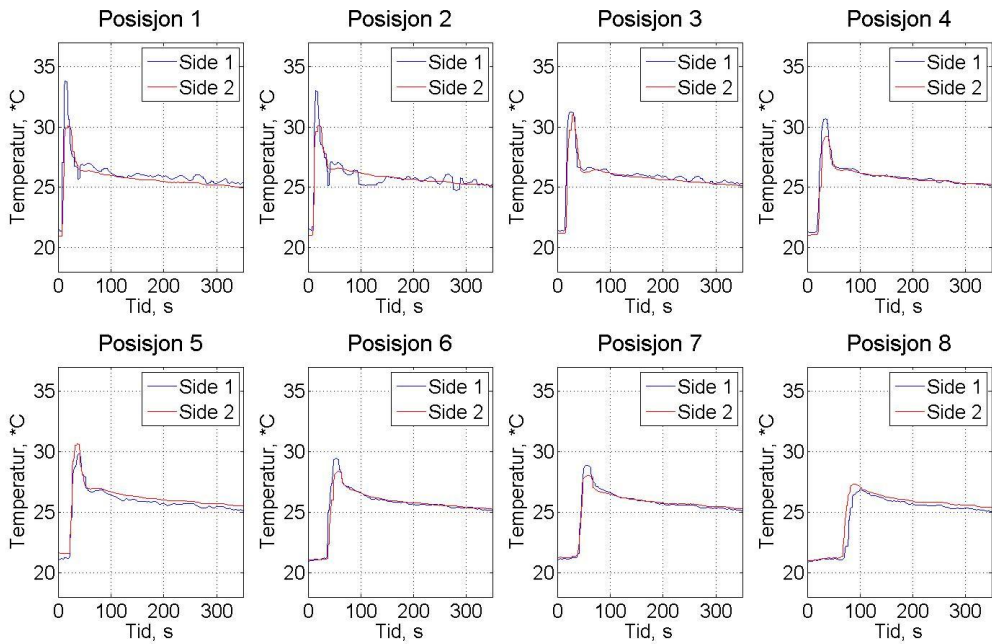 Posisjon 1
Posisjon 2
Posisjon 3
Posisjon 4
Temperatur, *C
35
30
25
20
Side 1
Side 2
0
100
200
300
Tid, s
Temperatur, *C
35
30
25
20
Side 1
Side 2
0
100
200
300
Tid, s
Temperatur, *C
35
30
25
20
Side 1
Side 2
0
100
200
300
Tid, s
Temperatur, *C
35
30
25
20
Side 1
Side 2
0
100
200
300
Tid, s
Posisjon 5
Posisjon 6
Posisjon 7
Posisjon 8
Temperatur, *C
35
30
25
20
Side 1
Side 2
0
100
200
300
Tid, s
Temperatur, *C
35
30
25
20
Side 1
Side 2
0
100
200
300
Tid, s
Temperatur, *C
35
30
25
20
Side 1
Side 2
0
100
200
300
Tid, s
Temperatur, *C
35
30
25
20
Side 1
Side 2
0
100
200
300
Tid, s